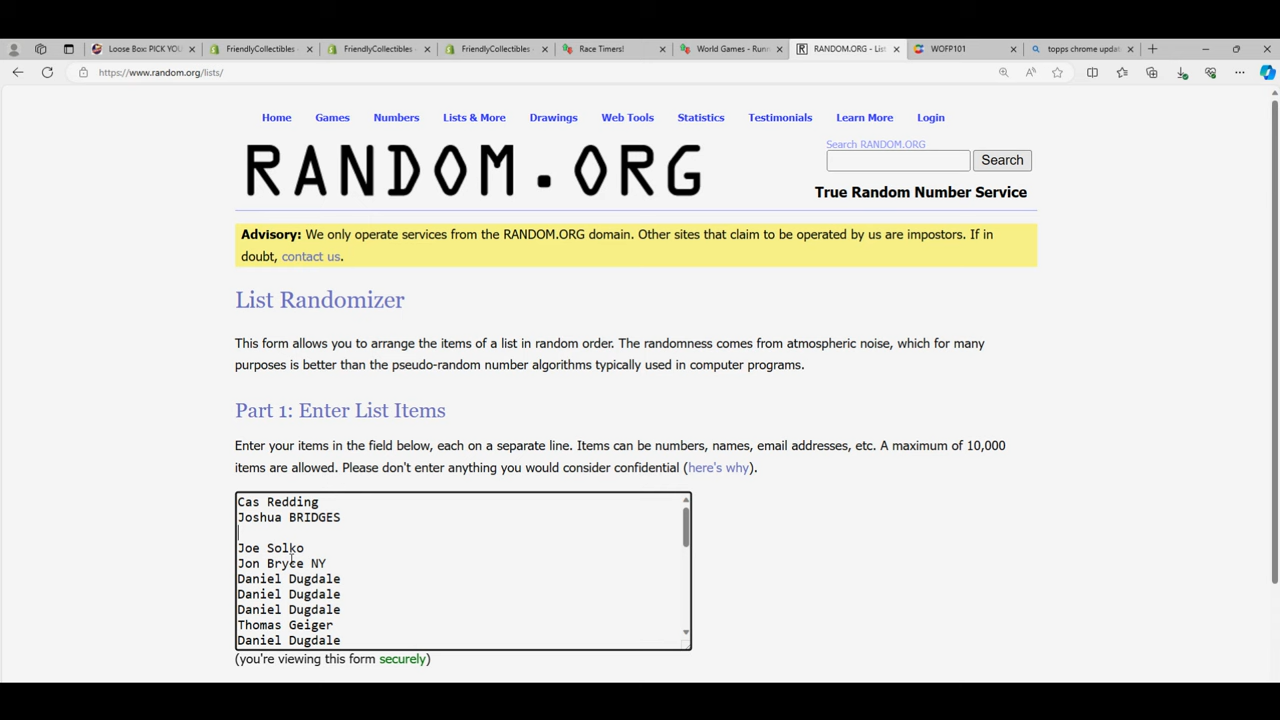 Loose Box: PICK YOU
FriendlyCollectibles
FriendlyCollectibles
FriendlyCollectibles
Race Timers!
World Games - Runn
RANDOM.ORG - List
WOFP101
topps chrome updat
https://www.random.org/lists/
Home Games Numbers Lists & More Drawings Web Tools Statistics Testimonials Learn More Login
RANDOM.ORG
Search RANDOM.ORG
Search
True Random Number Service
Advisory: We only operate services from the RANDOM.ORG domain. Other sites that claim to be operated by us are impostors. If in
doubt, contact us.
List Randomizer
This form allows you to arrange the items of a list in random order. The randomness comes from atmospheric noise, which for many
purposes is better than the pseudo-random number algorithms typically used in computer programs.
Part 1: Enter List Items
Enter your items in the field below, each on a separate line. Items can be numbers, names, email addresses, etc. A maximum of 10,000
items are allowed. Please don't enter anything you would consider confidential (here's why).
Cas Redding
Joshua BRIDGES
Joe Solko
Jon Bryce NY
Daniel Dugdale
Daniel Dugdale
Daniel Dugdale
Thomas Geiger
Daniel Dugdale
(you're viewing this form securely)